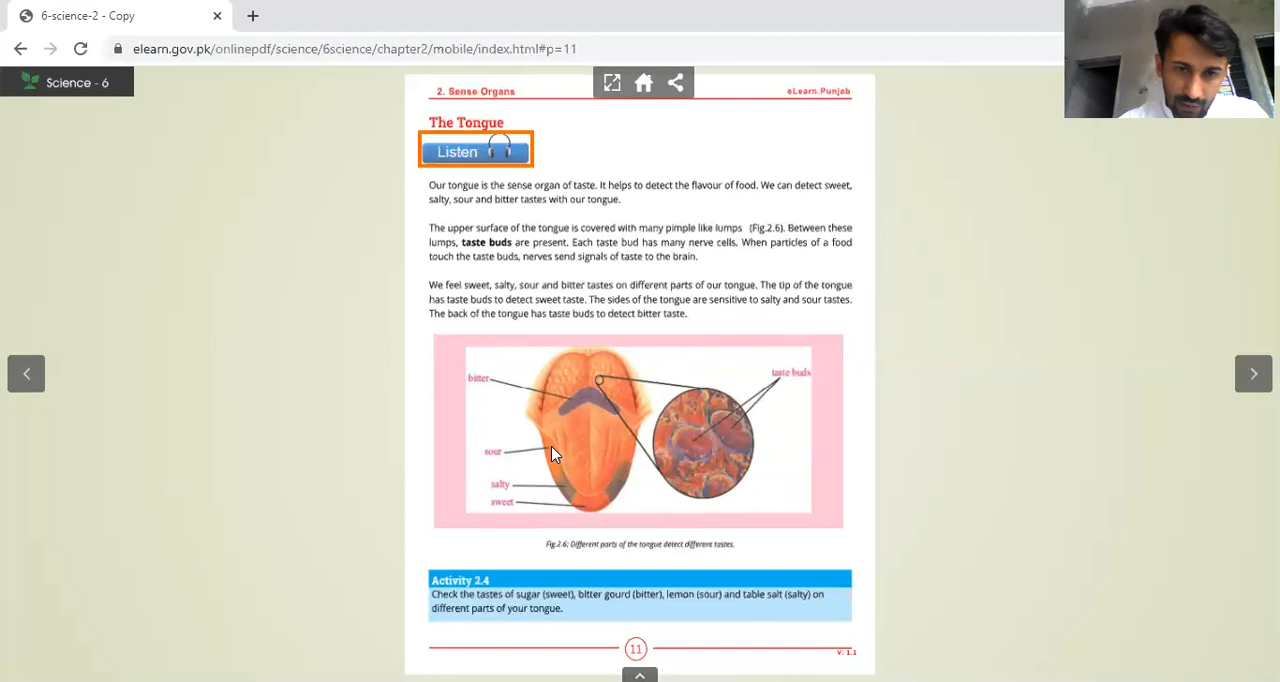 6-science-2 - Copy
elearn.gov.pk/onlinepdf/science/6science/chapter2/mobile/index.html#p=11
Science - 6
2. Sense Organs
eLearn.Punjab
The Tongue
Listen
Our tongue is the sense organ of taste. It helps to detect the flavour of food. We can detect sweet,
salty, sour and bitter tastes with our tongue.
The upper surface of the tongue is covered with many pimple like lumps (Fig.2.6). Between these
lumps, taste buds are present. Each taste bud has many nerve cells. When particles of a food
touch the taste buds, nerves send signals of taste to the brain.
We feel sweet, salty, sour and bitter tastes on different parts of our tongue. The tip of the tongue
has taste buds to detect sweet taste. The sides of the tongue are sensitive to salty and sour tastes.
The back of the tongue has taste buds to detect bitter taste.
bitter
taste buds
sour
salty
sweet
Fig.2.6: Different parts of the tongue detect different tastes.
Activity 2.4
Check the tastes of sugar (sweet), bitter gourd (bitter), lemon (sour) and table salt (salty) on
different parts of your tongue.
11
V: 1.1